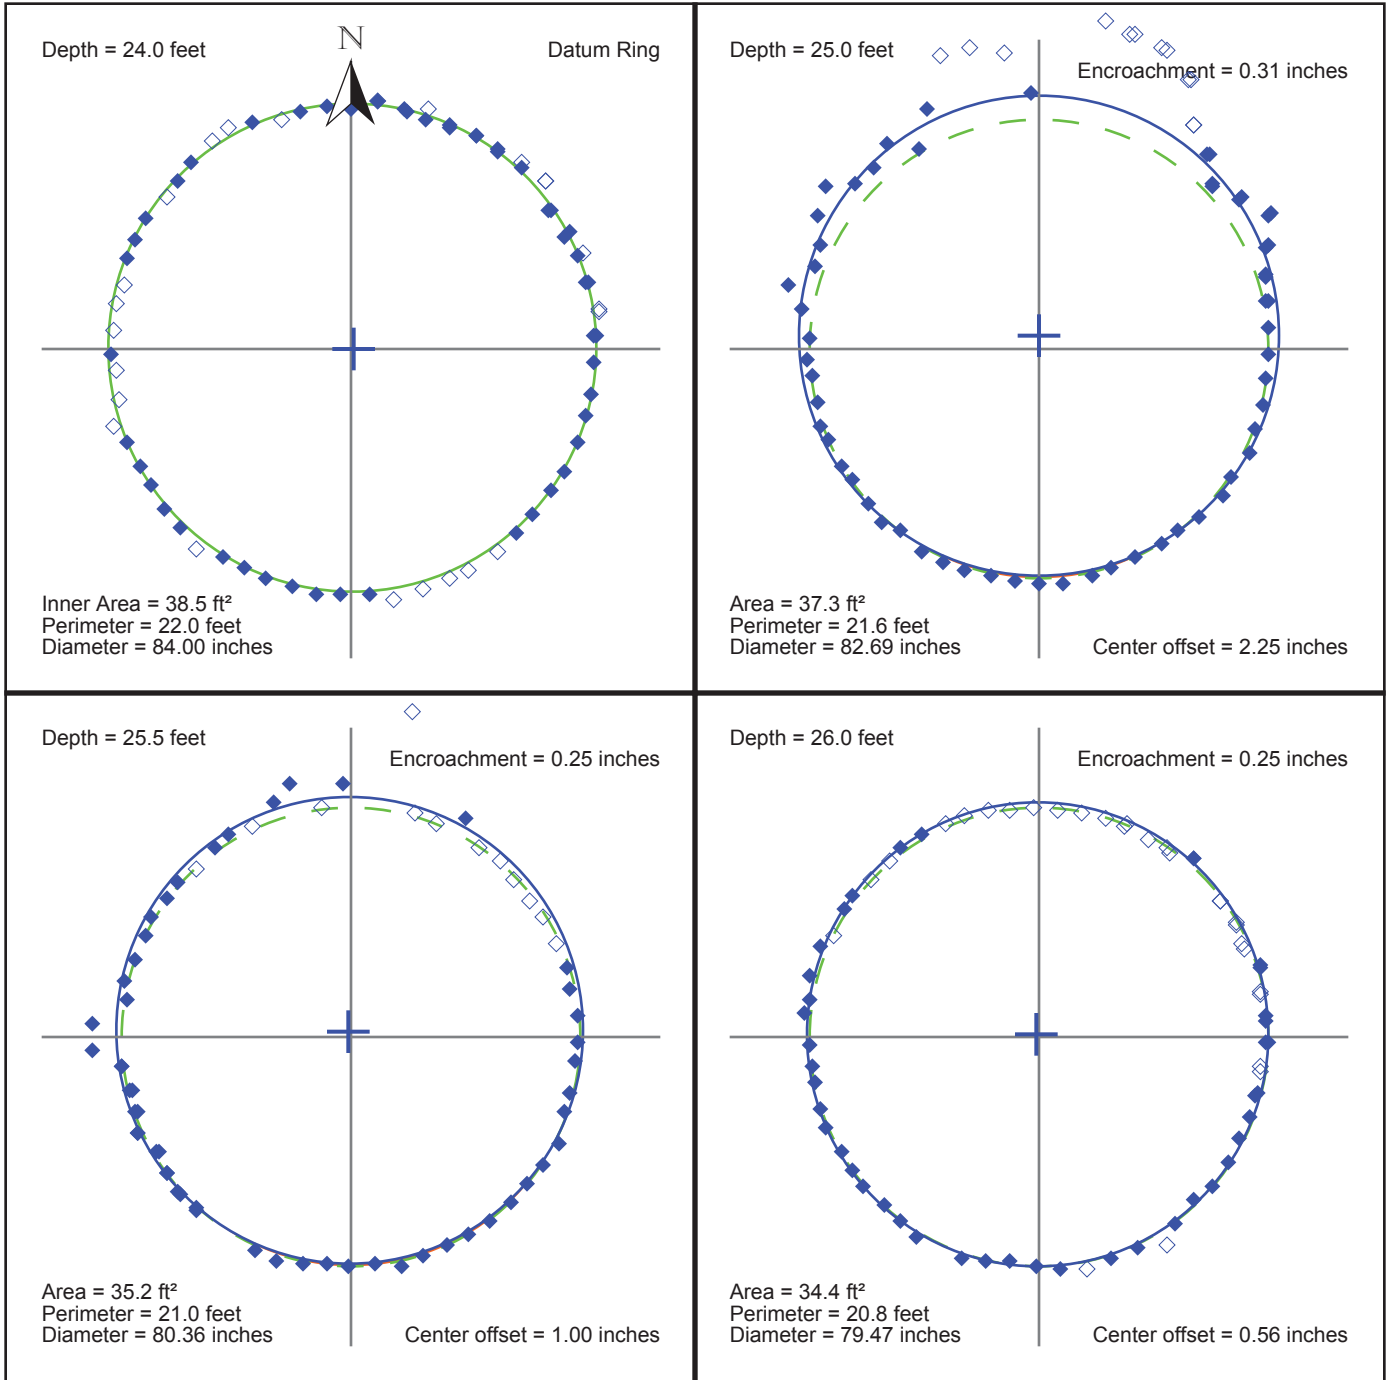 Depth = 24.0 feet
N
Datum Ring
Inner Area = 38.5 ft²
Perimeter = 22.0 feet
Diameter = 84.00 inches
Depth = 25.0 feet
Encroachment = 0.31 inches
Area = 37.3 ft²
Perimeter = 21.6 feet
Diameter = 82.69 inches
Center offset = 2.25 inches
Depth = 25.5 feet
Encroachment = 0.25 inches
Area = 35.2 ft²
Perimeter = 21.0 feet
Diameter = 80.36 inches
Center offset = 1.00 inches
Depth = 26.0 feet
Encroachment = 0.25 inches
Area = 34.4 ft²
Perimeter = 20.8 feet
Diameter = 79.47 inches
Center offset = 0.56 inches